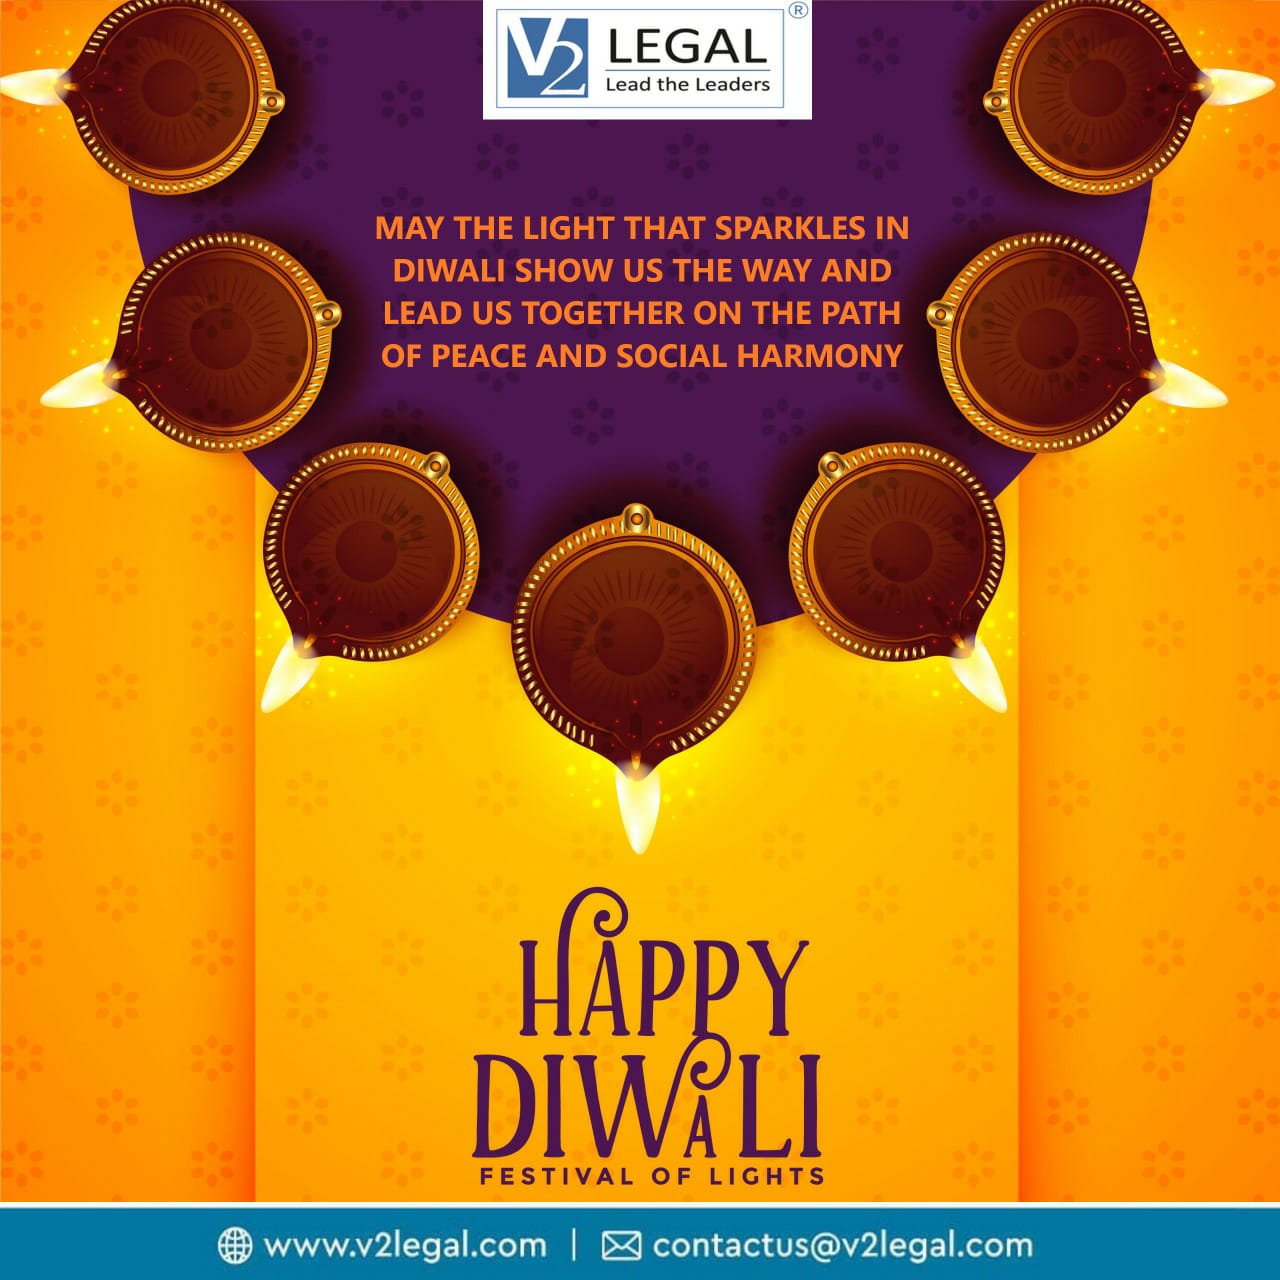 V2 LEGAL ®
Lead the Leaders
MAY THE LIGHT THAT SPARKLES IN
DIWALI SHOW US THE WAY AND
LEAD US TOGETHER ON THE PATH
OF PEACE AND SOCIAL HARMONY
HAPPY
DIWALI
FESTIVAL OF LIGHTS
www.v2legal.com | contactus@v2legal.com